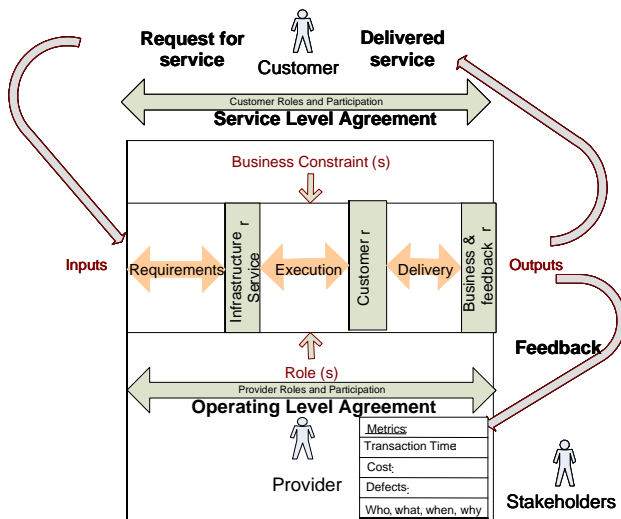 Request for
service
Customer
Delivered
service
Customer Roles and Participation
Service Level Agreement
Business Constraint (s)
Inputs
Requirements
Infrastructure r
Service
Execution
Customer r
Delivery
Business &
feedback r
Outputs
Role (s)
Feedback
Provider Roles and Participation
Operating Level Agreement
Provider
Metrics:
Transaction Time
Cost:
Defects:
Who, what, when, why
Stakeholders